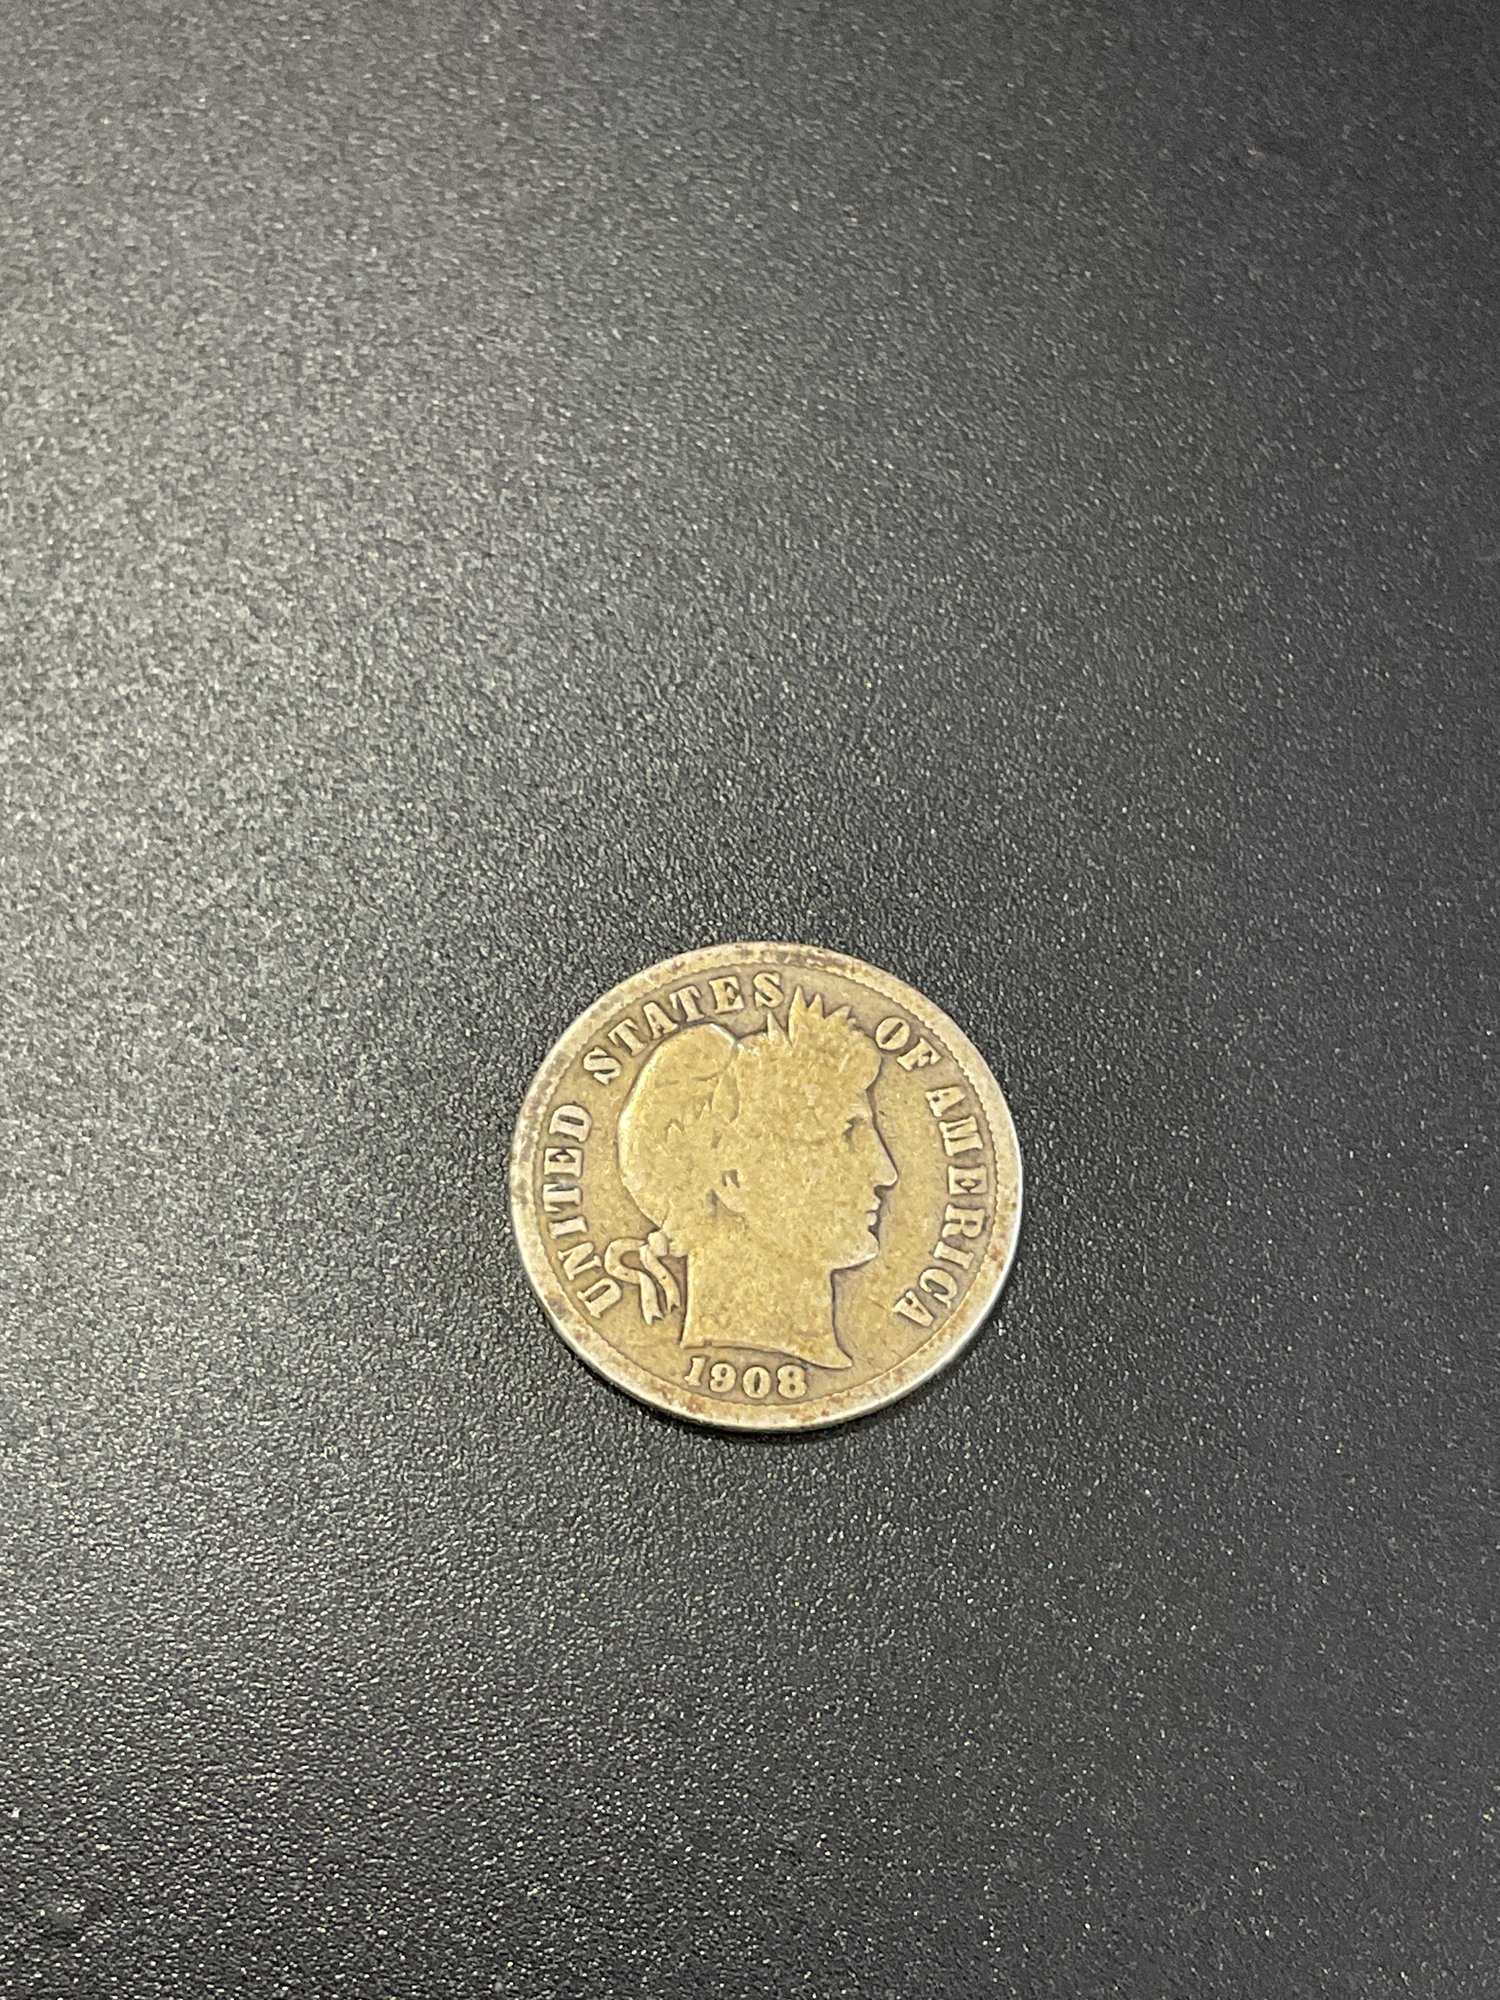 UNITED STATES OF AMERICA
1908